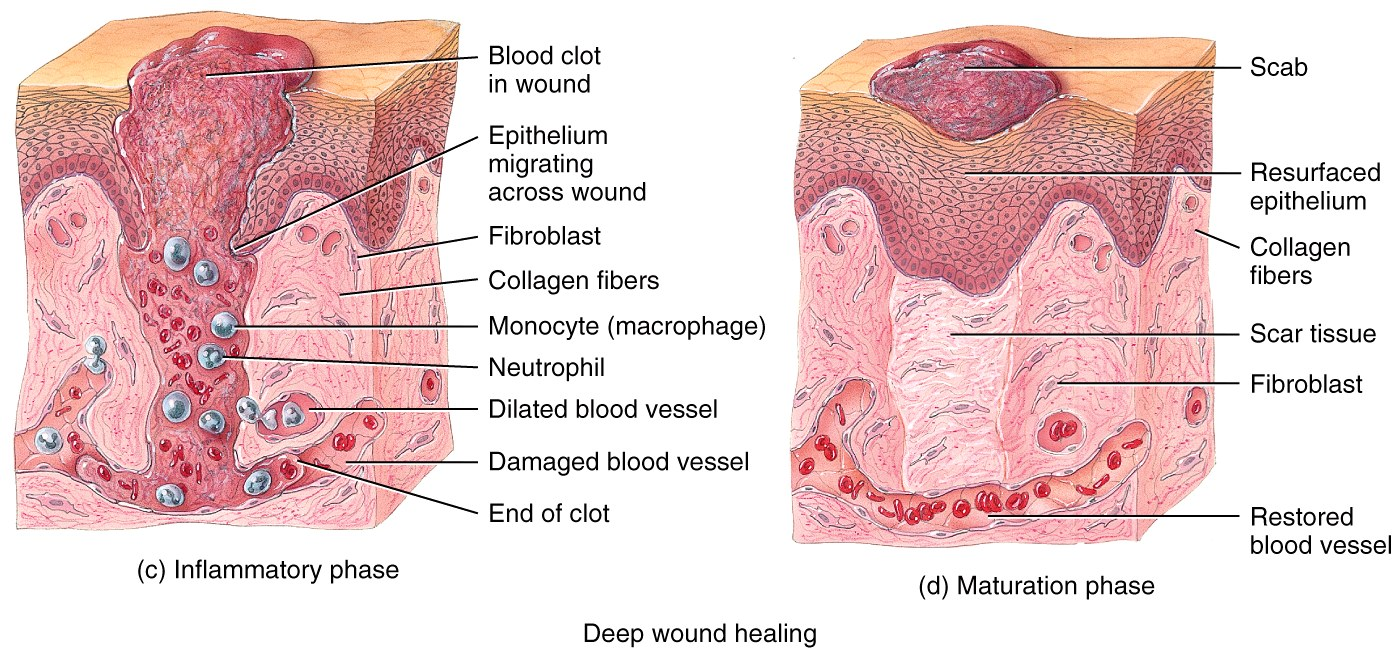 Blood clot
in wound
Epithelium
migrating
across wound
Fibroblast
Collagen fibers
Monocyte (macrophage)
Neutrophil
Dilated blood vessel
Damaged blood vessel
End of clot
(c) Inflammatory phase
Scab
Resurfaced
epithelium
Collagen
fibers
Scar tissue
Fibroblast
Restored
blood vessel
(d) Maturation phase
Deep wound healing